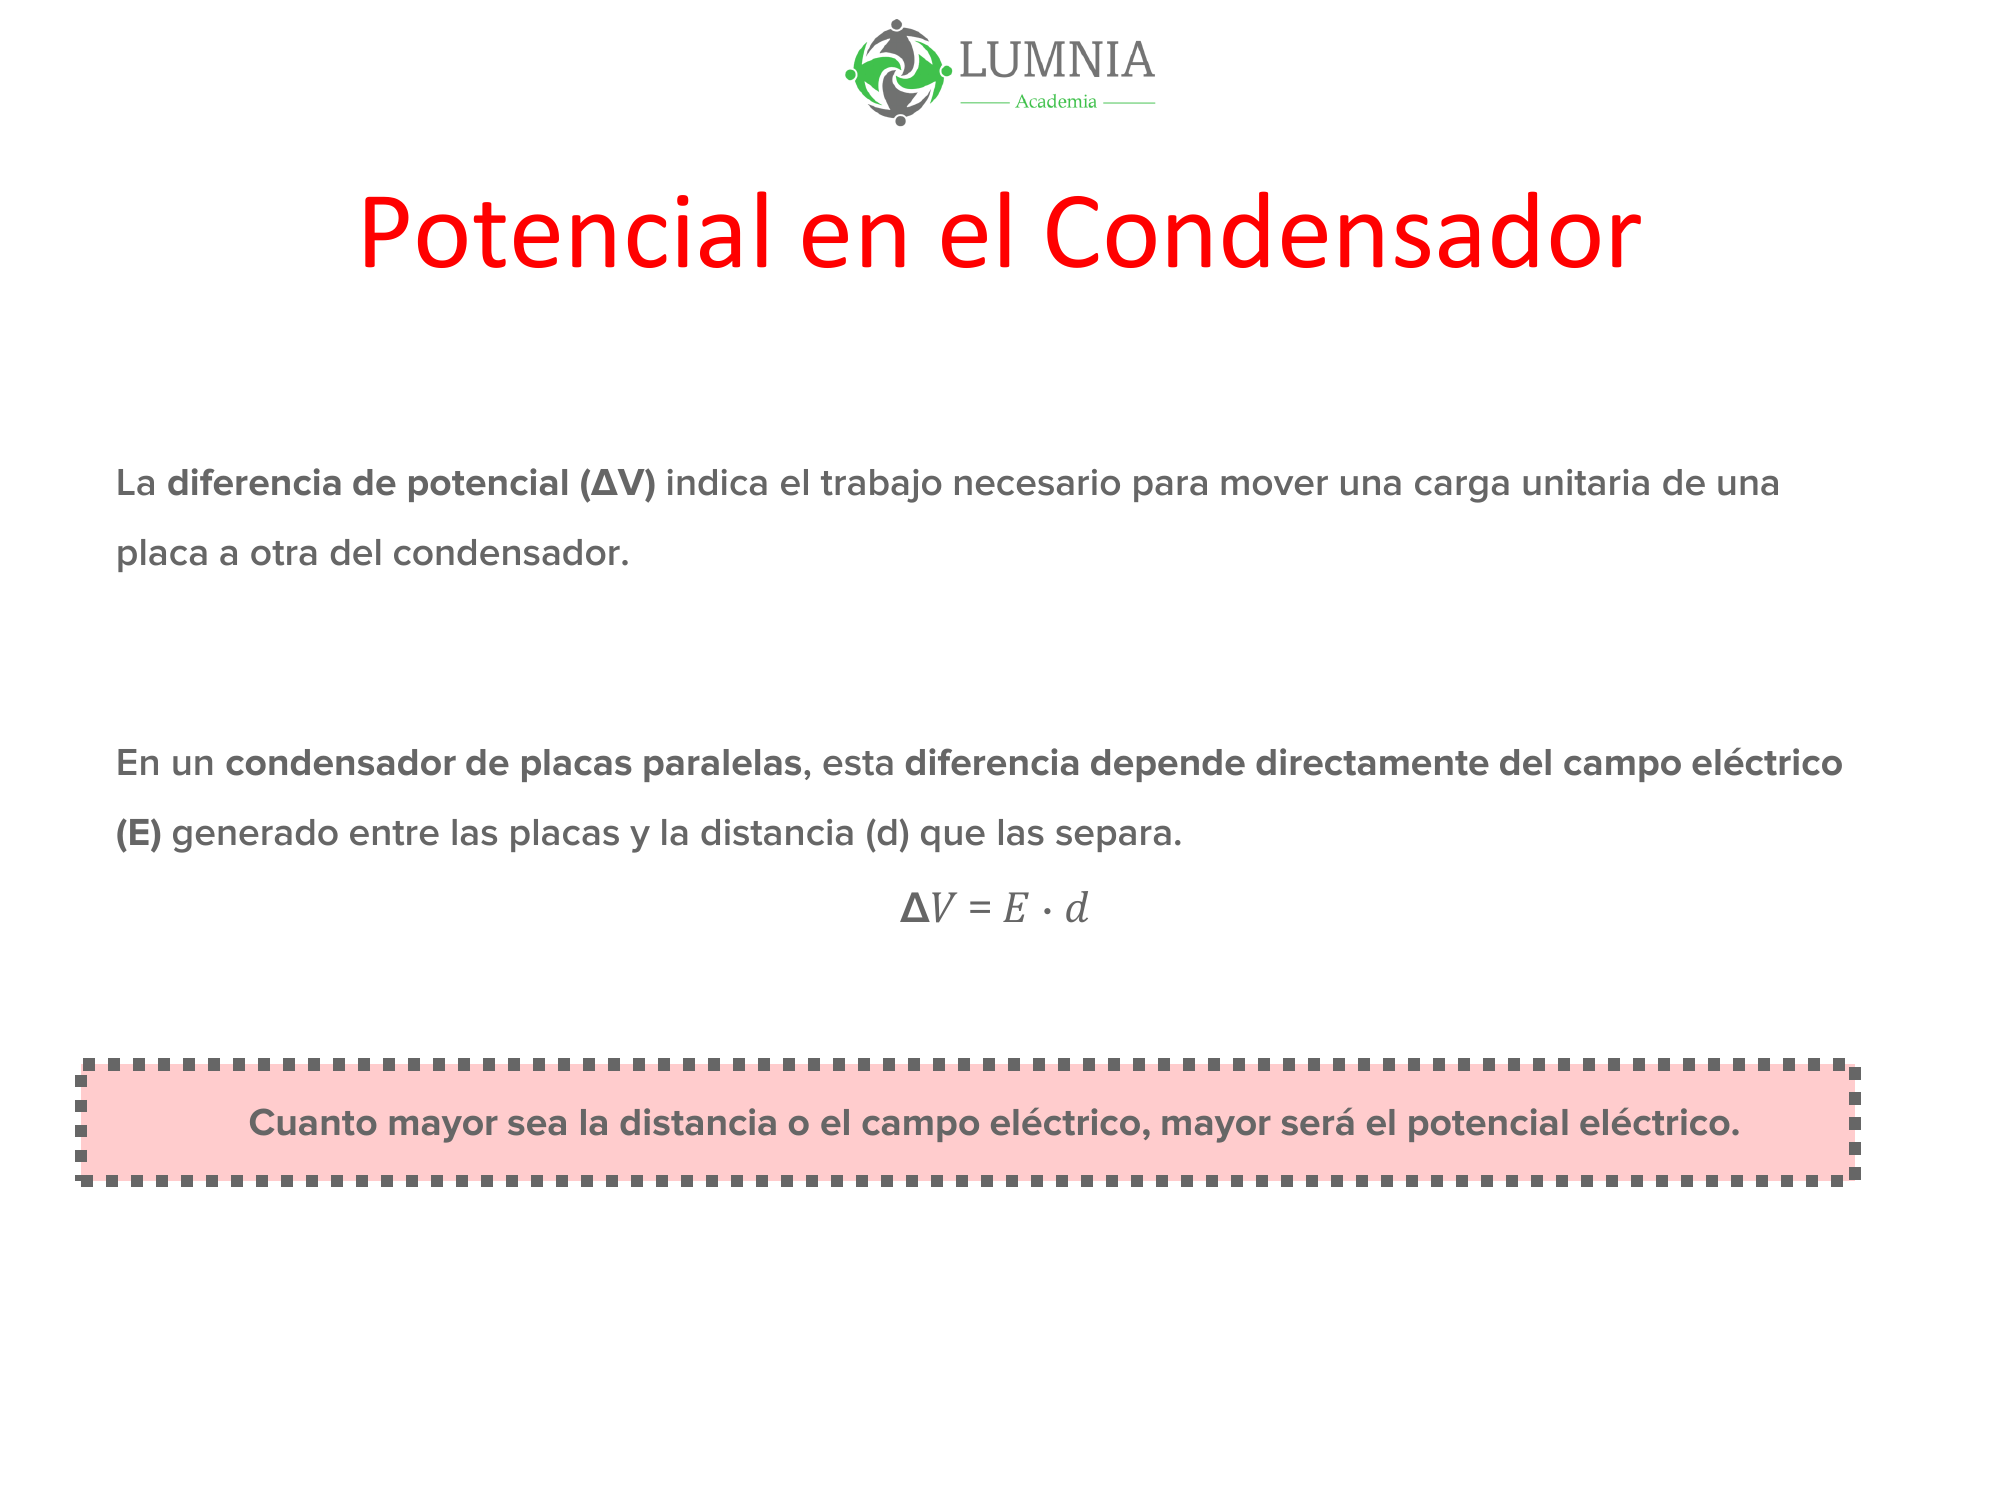 LUMNIA
Academia
Potencial en el Condensador
La diferencia de potencial (ΔV) indica el trabajo necesario para mover una carga unitaria de una
placa a otra del condensador.
En un condensador de placas paralelas, esta diferencia depende directamente del campo eléctrico
(E) generado entre las placas y la distancia (d) que las separa.
ΔV = E · d
Cuanto mayor sea la distancia o el campo eléctrico, mayor será el potencial eléctrico.